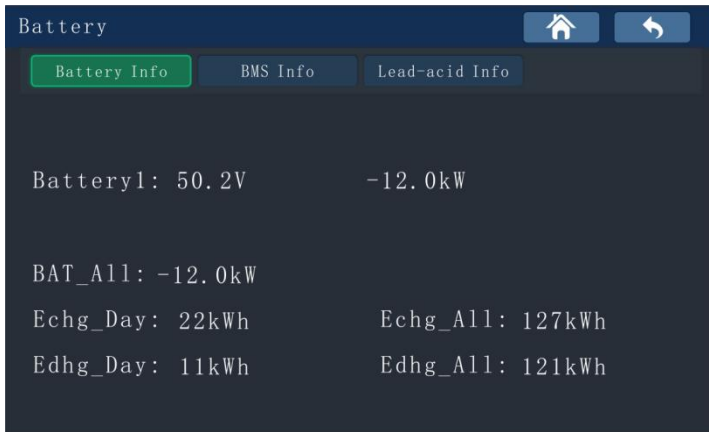 Battery
Battery Info BMS Info Lead-acid Info
Battery1: 50.2V -12.0kW
BAT_All: -12.0kW
Echg_Day: 22kWh Echg_All: 127kWh
Edhg_Day: 11kWh Edhg_All: 121kWh